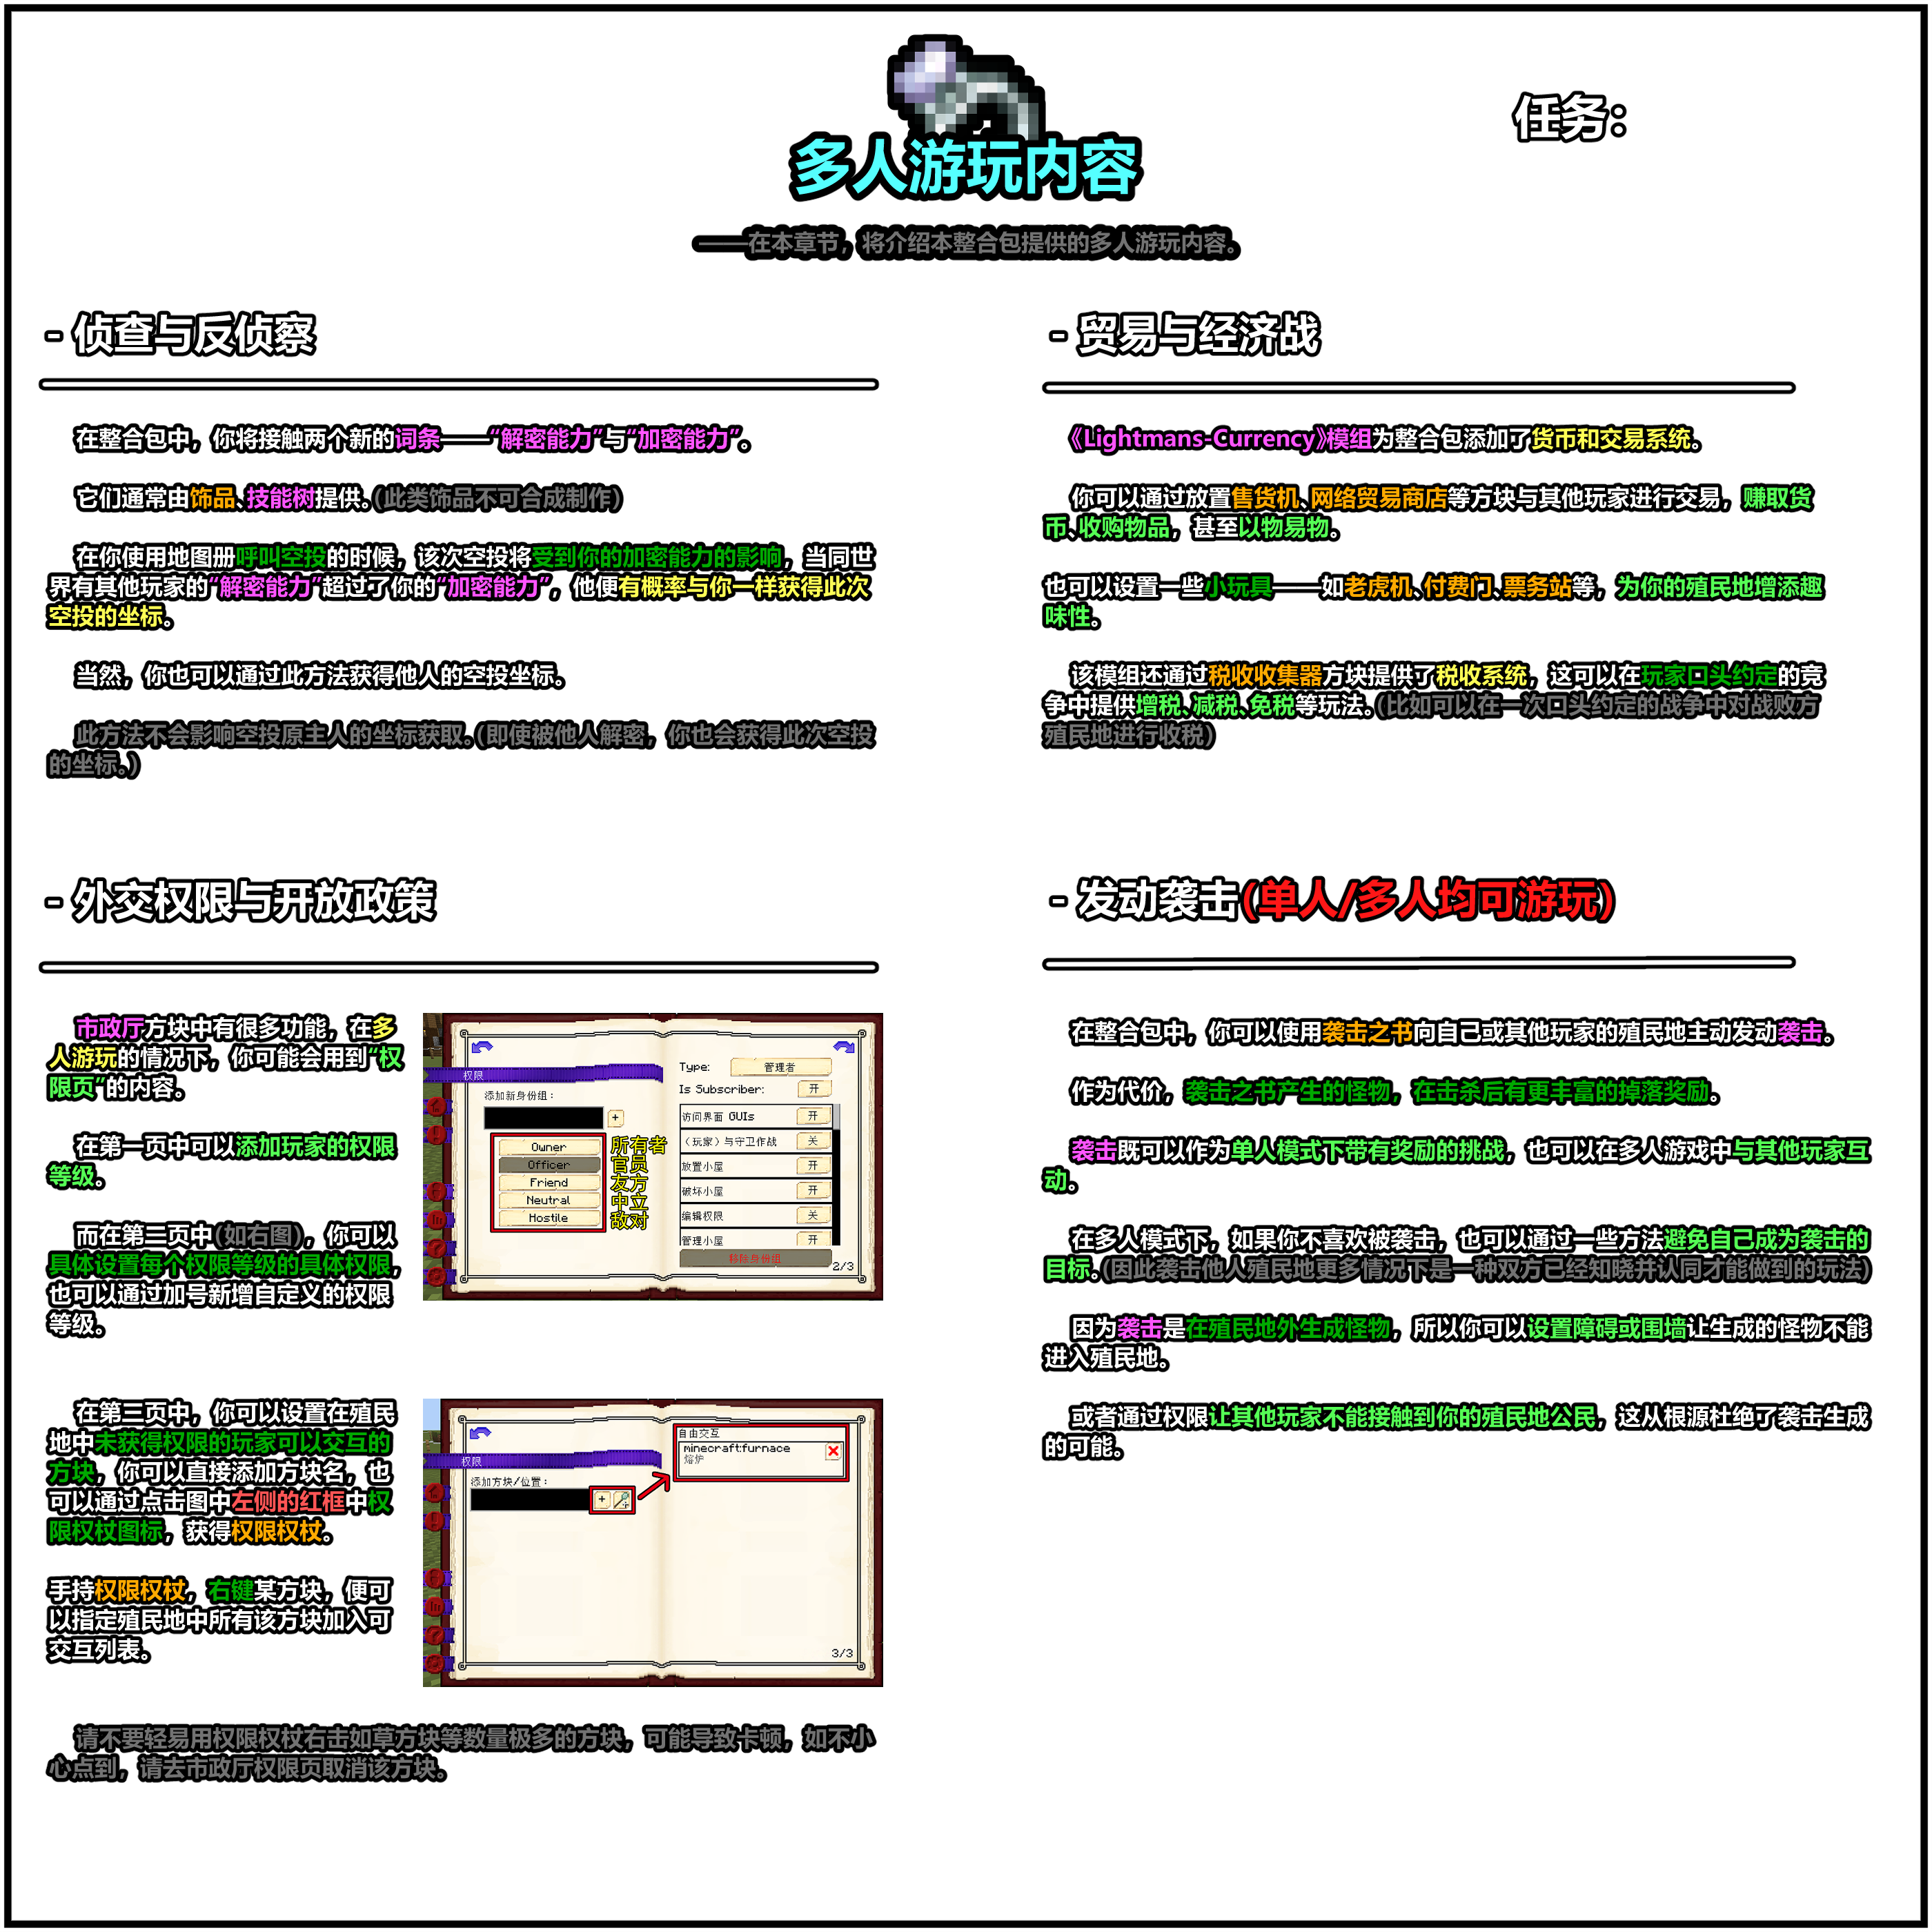 多人游玩内容
任务：
——在本章节，将介绍本整合包提供的多人游玩内容。
- 侦查与反侦察
在整合包中，你将接触两个新的词条——“解密能力”与“加密能力”。
它们通常由饰品、技能树提供。（此类饰品不可合成制作）
在你使用地图册呼叫空投的时候，该次空投将受到你的加密能力的影响，当同世
界有其他玩家的“解密能力”超过了你的“加密能力”，他便有概率与你一样获得此次
空投的坐标。
当然，你也可以通过此方法获得他人的空投坐标。
此方法不会影响空投原主人的坐标获取。（即使被他人解密，你也会获得此次空投
的坐标。）
- 贸易与经济战
《Lightmans-Currency》模组为整合包添加了货币和交易系统。
你可以通过放置售货机、网络贸易商店等方块与其他玩家进行交易，赚取货
币、收购物品，甚至以物易物。
也可以设置一些小玩具——如老虎机、付费门、票务站等，为你的殖民地增添趣
味性。
该模组还通过税收收集器方块提供了税收系统，这可以在玩家口头约定的竞
争中提供增税、减税、免税等玩法。（比如可以在一次口头约定的战争中对战败方
殖民地进行收税）
- 外交权限与开放政策
市政厅方块中有很多功能，在多
人游玩的情况下，你可能会用到“权
限页”的内容。
在第一页中可以添加玩家的权限
等级。
而在第二页中（如右图），你可以
具体设置每个权限等级的具体权限，
也可以通过加号新增自定义的权限
等级。
权限
添加新身份组：
+
Owner
Officer
Friend
Neutral
Hostile
所有者
官员
友方
中立
敌对
Type: 管理者
Is Subscriber: 开
访问界面 GUIs 开
（玩家）与守卫作战 关
放置小屋 开
破坏小屋 开
编辑权限 关
管理小屋 开
移除身份组
2/3
在第三页中，你可以设置在殖民
地中未获得权限的玩家可以交互的
方块，你可以直接添加方块名，也
可以通过点击图中左侧的红框中权
限权杖图标，获得权限权杖。
手持权限权杖，右键某方块，便可
以指定殖民地中所有该方块加入可
交互列表。
权限
添加方块/位置：
+
自由交互
minecraft:furnace
熔炉
3/3
请不要轻易用权限权杖右击如草方块等数量极多的方块，可能导致卡顿，如不小
心点到，请去市政厅权限页取消该方块。
- 发动袭击（单人/多人均可游玩）
在整合包中，你可以使用袭击之书向自己或其他玩家的殖民地主动发动袭击。
作为代价，袭击之书产生的怪物，在击杀后有更丰富的掉落奖励。
袭击既可以作为单人模式下带有奖励的挑战，也可以在多人游戏中与其他玩家互
动。
在多人模式下，如果你不喜欢被袭击，也可以通过一些方法避免自己成为袭击的
目标。（因此袭击他人殖民地更多情况下是一种双方已经知晓并认同才能做到的玩法）
因为袭击是在殖民地外生成怪物，所以你可以设置障碍或围墙让生成的怪物不能
进入殖民地。
或者通过权限让其他玩家不能接触到你的殖民地公民，这从根源杜绝了袭击生成
的可能。